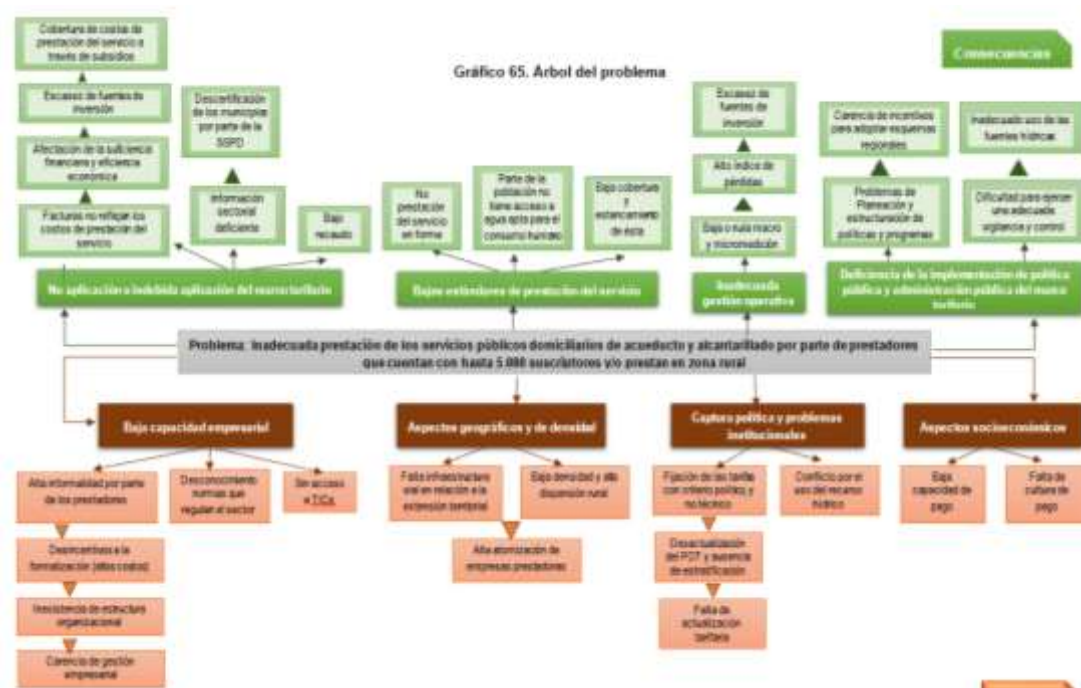 Cobertura de costos de
prestación del servicio a
través de subsidios
Consecuencias
Gráfico 65. Arbol del problema
Escasez de fuentes de
inversión
Descertificación
de los municipios
por parte de la
SSPD
Escasez de
fuentes de
inversión
Carencia de incentivos
para adoptar esquemas
regionales
Inadecuado uso de las
fuentes hídricas
Afectación de la suficiencia
financiera y eficiencia
económica
Alto índice de
pérdidas
Facturas no reflejan los
costos de prestación del
servicio
Información
sectorial
deficiente
Bajo
recaudo
No
prestación
del servicio
en forma
Parte de la
población no
tiene acceso a
agua apta para el
consumo humano
Baja cobertura
y
estancamiento
de ésta
Baja o nula macro
y micromedición
Problemas de
Planeación y
estructuración de
políticas y programas
Dificultad para ejercer
una adecuada
vigilancia y control
No aplicación o indebida aplicación del marco tarifario
Bajos estándares de prestación del servicio
Inadecuada
gestión operativa
Deficiencia de la implementación de política
pública y administración pública del marco
tarifario
Problema: Inadecuada prestación de los servicios públicos domiciliarios de acueducto y alcantarillado por parte de prestadores
que cuentan con hasta 5.000 suscriptores y/o prestan en zona rural
Baja capacidad empresarial
Aspectos geográficos y de densidad
Captura política y problemas
institucionales
Aspectos socioeconómicos
Alta informalidad por parte
de los prestadores
Desconocimiento
normas que
regulan el sector
Sin acceso
a TICs
Falta infraestructura
vial en relación a la
extensión territorial
Baja densidad y alta
dispersión rural
Fijación de las tarifas
con criterio político y
no técnico
Conflicto por el
uso del recurso
hídrico
Baja
capacidad de
pago
Falta de
cultura de
pago
Desincentivos a la
formalización (altos costos)
Alta atomización de
empresas prestadores
Desactualización
del POT y ausencia
de estratificación
Inexistencia de estructura
organizacional
Falta de
actualización
tarifaria
Carencia de gestión
empresarial